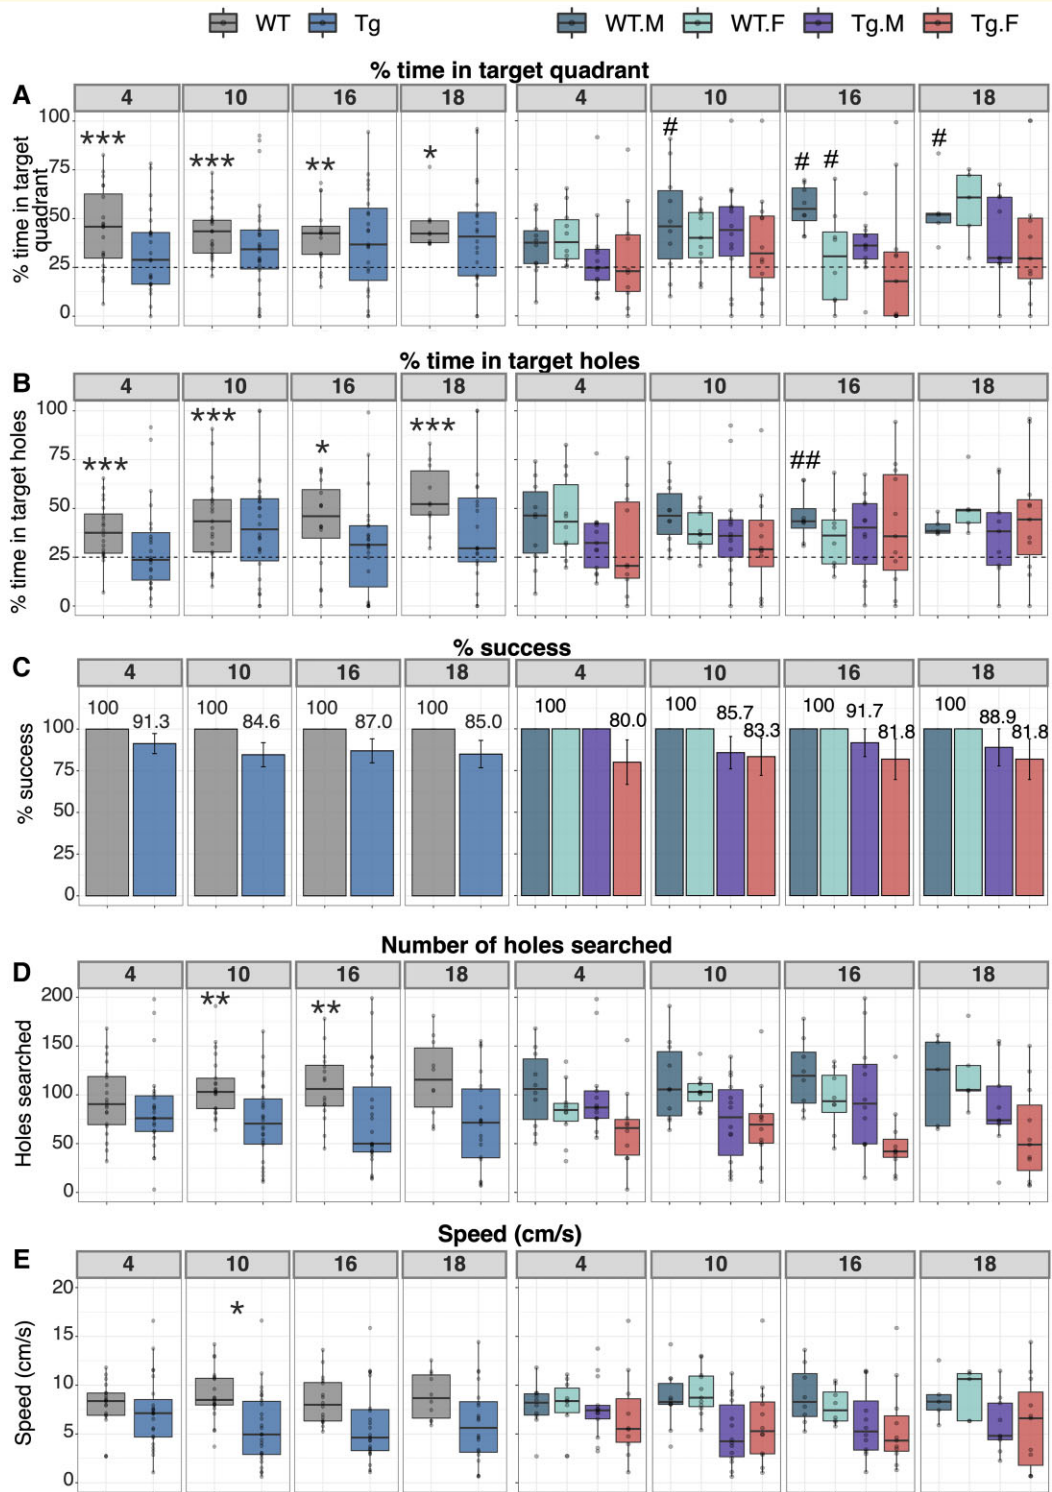 WT Tg WT.M WT.F Tg.M Tg.F
% time in target quadrant
A
4 10 16 18 4 10 16 18
% time in target
quadrant
100
75
50
25
0
*** *** ** * # # # #
% time in target holes
B
4 10 16 18 4 10 16 18
% time in target holes
100
75
50
25
0
*** *** * *** ##
% success
C
4 10 16 18 4 10 16 18
% success
100
75
50
25
0
100 91.3 100 84.6 100 87.0 100 85.0 100 80.0 100 85.7 83.3 100 91.7 81.8 100 88.9 81.8
Number of holes searched
D
4 10 16 18 4 10 16 18
Holes searched
200
150
100
50
0
** **
Speed (cm/s)
E
4 10 16 18 4 10 16 18
Speed (cm/s)
20
15
10
5
0
*